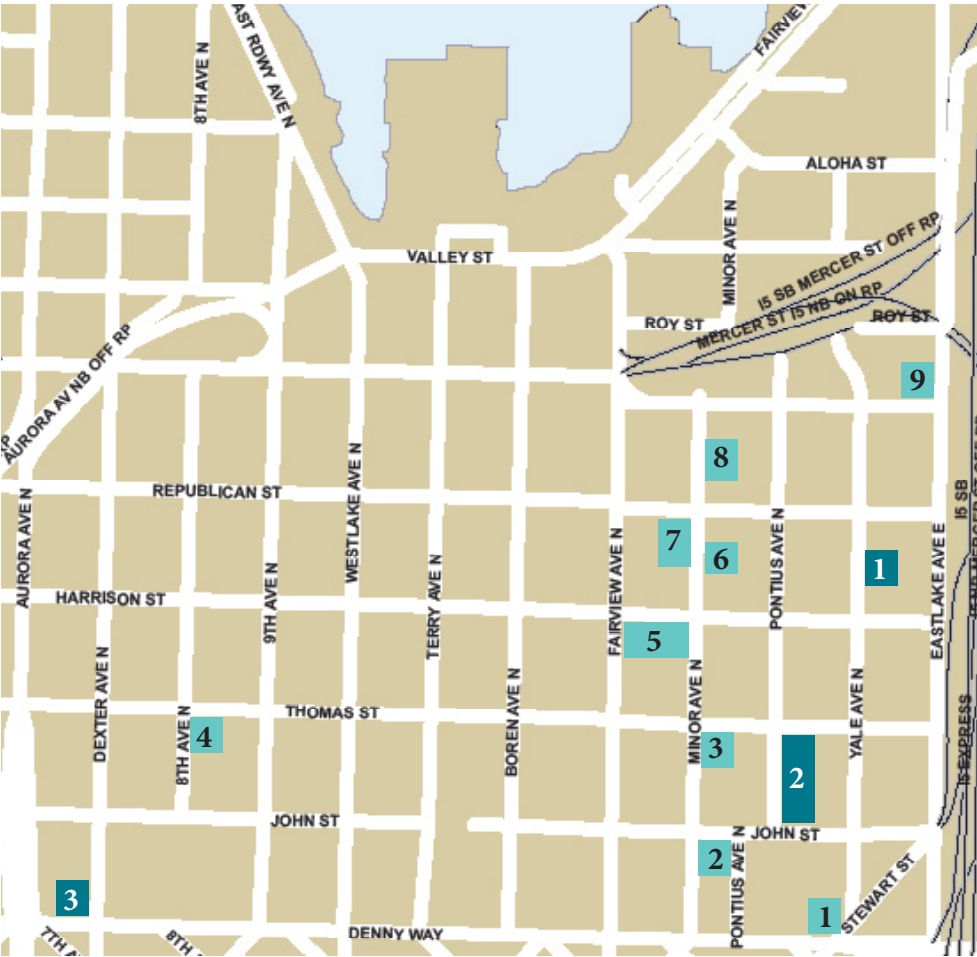 AST RDWY AVE N
FAIRVIEW
8TH AVE N
ALOHA ST
MINOR AVE N
VALLEY ST
I5 SB MERCER ST OFF RP
MERCER ST I5 NB ON RP
ROY ST
ROY ST
AURORA AV NB OFF RP
RP
9
8
REPUBLICAN ST
WESTLAKE AVE N
I5 SB
AURORA AVE N
7
6
1
PONTIUS AVE N
EASTLAKE AVE E
FAIRVIEW AVE N
TERRY AVE N
9TH AVE N
HARRISON ST
5
DEXTER AVE N
8TH AVE N
4
THOMAS ST
BOREN AVE N
MINOR AVE N
3
2
YALE AVE N
I5 EXPRESS
JOHN ST
JOHN ST
2
PONTIUS AVE N
3
1
STEWART ST
DENNY WAY
7TH AV
8TH